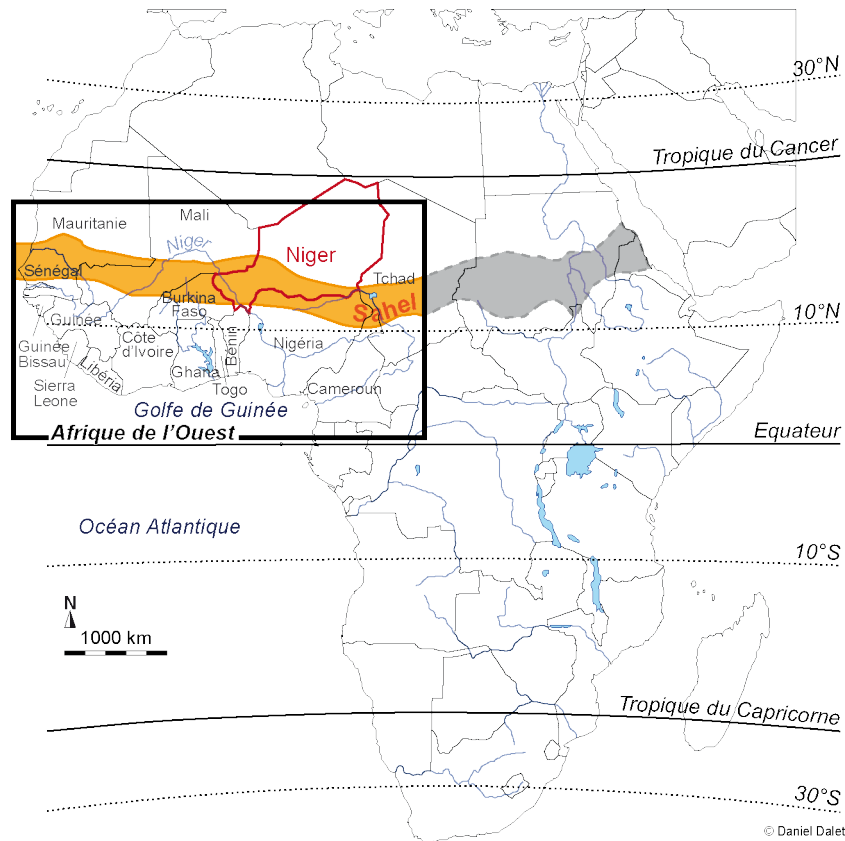 30°N
Tropique du Cancer
Mali
Mauritanie
Niger
Niger
Sénégal
Tchad
Burkina
Faso
Sahel
10°N
Guinée
Côte
d'Ivoire
Bénin
Nigéria
Guinée
Bissau
Libéria
Ghana
Sierra
Leone
Togo
Cameroun
Golfe de Guinée
Afrique de l'Ouest
Equateur
Océan Atlantique
10°S
N
1000 km
Tropique du Capricorne
30°S
© Daniel Dalet